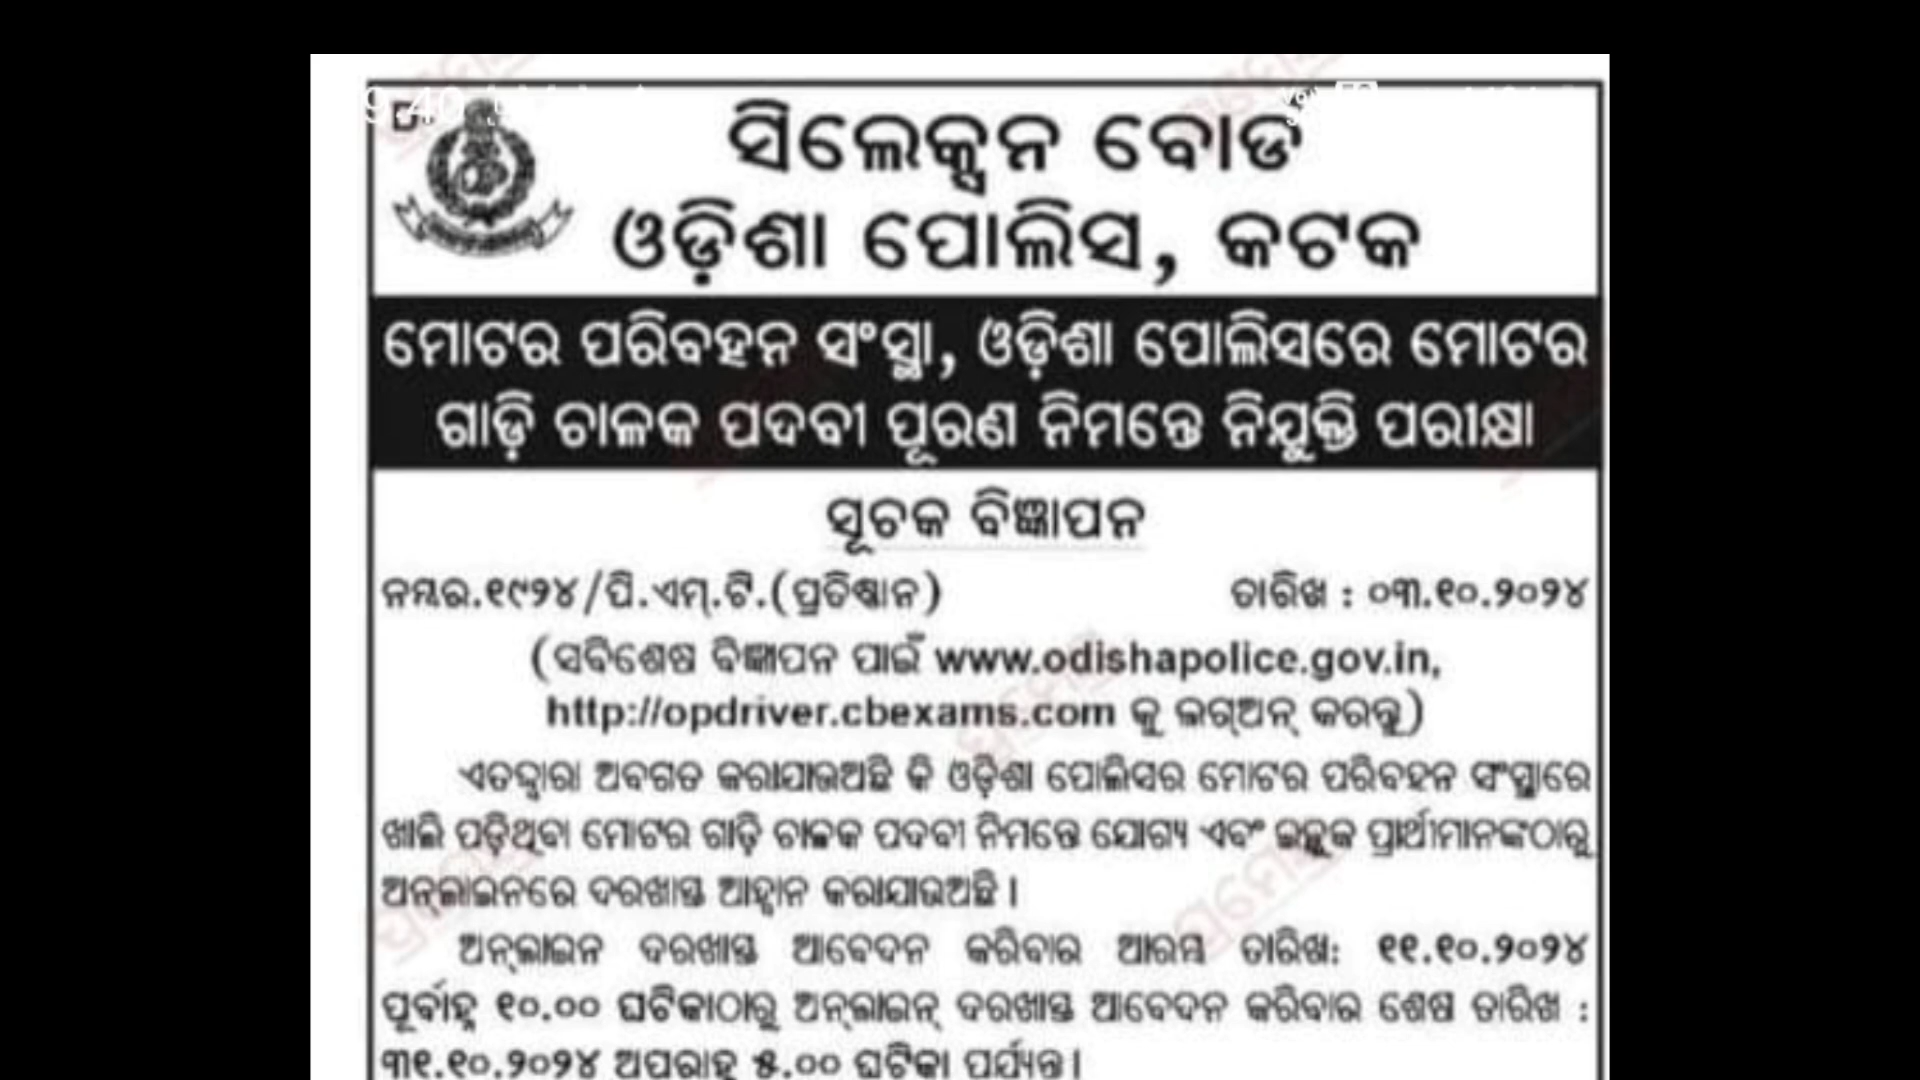 ସିଲେକ୍ସନ ବୋର୍ଡ
ଓଡ଼ିଶା ପୋଲିସ, କଟକ
ମୋଟର ପରିବହନ ସଂସ୍ଥା, ଓଡ଼ିଶା ପୋଲିସରେ ମୋଟର
ଗାଡ଼ି ଚାଳକ ପଦବୀ ପୂରଣ ନିମନ୍ତେ ନିଯୁକ୍ତି ପରୀକ୍ଷା
ସୂଚକ ବିଜ୍ଞାପନ
ନମ୍ବର.୧୯୨୪/ପି.ଏମ୍.ଟି.(ପ୍ରତିଷ୍ଠାନ) ତାରିଖ : ୦୩.୧୦.୨୦୨୪
(ସବିଶେଷ ବିଜ୍ଞାପନ ପାଇଁ www.odishapolice.gov.in,
http://opdriver.cbexams.com କୁ ଲଗ୍ଅନ୍ କରନ୍ତୁ)
ଏତଦ୍ଦ୍ୱାରା ଅବଗତ କରାଯାଉଅଛି କି ଓଡ଼ିଶା ପୋଲିସର ମୋଟର ପରିବହନ ସଂସ୍ଥାରେ
ଖାଲି ପଡ଼ିଥିବା ମୋଟର ଗାଡ଼ି ଚାଳକ ପଦବୀ ନିମନ୍ତେ ଯୋଗ୍ୟ ଏବଂ ଇଚ୍ଛୁକ ପ୍ରାର୍ଥୀମାନଙ୍କଠାରୁ
ଅନ୍‌ଲାଇନରେ ଦରଖାସ୍ତ ଆହ୍ୱାନ କରାଯାଉଅଛି ।
ଅନ୍‌ଲାଇନ ଦରଖାସ୍ତ ଆବେଦନ କରିବାର ଆରମ୍ଭ ତାରିଖ: ୧୧.୧୦.୨୦୨୪
ପୂର୍ବାହ୍ନ ୧୦.୦୦ ଘଟିକାଠାରୁ ଅନ୍‌ଲାଇନ୍ ଦରଖାସ୍ତ ଆବେଦନ କରିବାର ଶେଷ ତାରିଖ :
୩୧.୧୦.୨୦୨୪ ଅପରାହ୍ନ ୫.୦୦ ଘଟିକା ପର୍ଯ୍ୟନ୍ତ ।